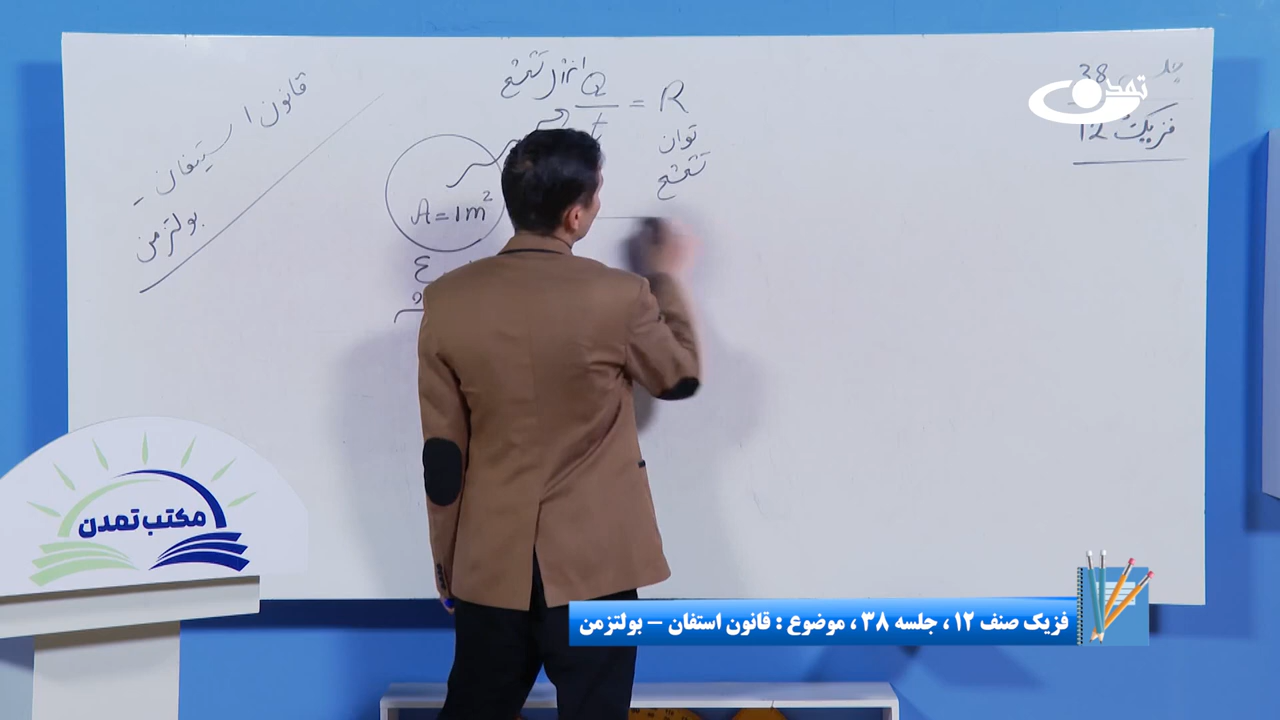 جلسه 38
فزیک 12
تمدن
قانون استیفان -
بولتزمن
انرژی تشعشع
Q/t = R
توان
تشعشع
A = 1m²
ε
مکتب تمدن
فزیک صنف ۱۲ ، جلسه ۳۸ ، موضوع : قانون استفان – بولتزمن